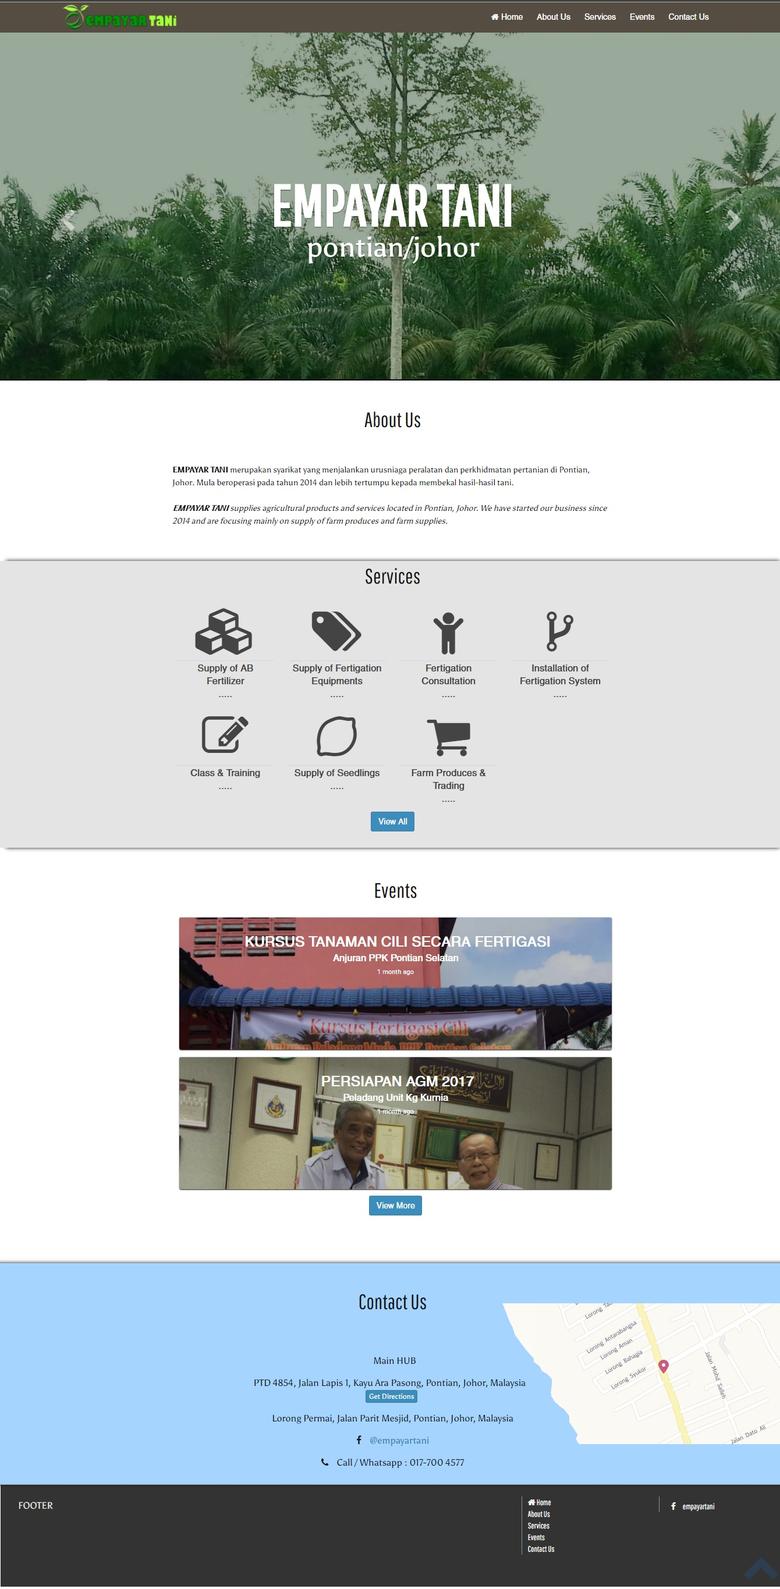 EMPAYAR TANi
Home About Us Services Events Contact Us
EMPAYAR TANI
pontian/johor
About Us
EMPAYAR TANI merupakan syarikat yang menjalankan urusniaga peralatan dan perkhidmatan pertanian di Pontian,
Johor. Mula beroperasi pada tahun 2014 dan lebih tertumpu kepada membekal hasil-hasil tani.
EMPAYAR TANI supplies agricultural products and services located in Pontian, Johor. We have started our business since
2014 and are focusing mainly on supply of farm produces and farm supplies.
Services
Supply of AB
Fertilizer
.....
Supply of Fertigation
Equipments
.....
Fertigation
Consultation
.....
Installation of
Fertigation System
.....
Class & Training
.....
Supply of Seedlings
.....
Farm Produces &
Trading
.....
View All
Events
KURSUS TANAMAN CILI SECARA FERTIGASI
Anjuran PPK Pontian Selatan
1 month ago
Kursus Fertigasi Cili
PERSIAPAN AGM 2017
Peladang Unit Kg Kurnia
1 month ago
View More
Contact Us
Main HUB
PTD 4854, Jalan Lapis 1, Kayu Ara Pasong, Pontian, Johor, Malaysia
Get Directions
Lorong Permai, Jalan Parit Mesjid, Pontian, Johor, Malaysia
@empayartani
Call / Whatsapp : 017-700 4577
Lorong Antarabangsa
Lorong Aman
Lorong Bahagia
Lorong Syukur
Jalan Mohd Salleh
Jalan Dato Ali
FOOTER
Home
About Us
Services
Events
Contact Us
empayartani